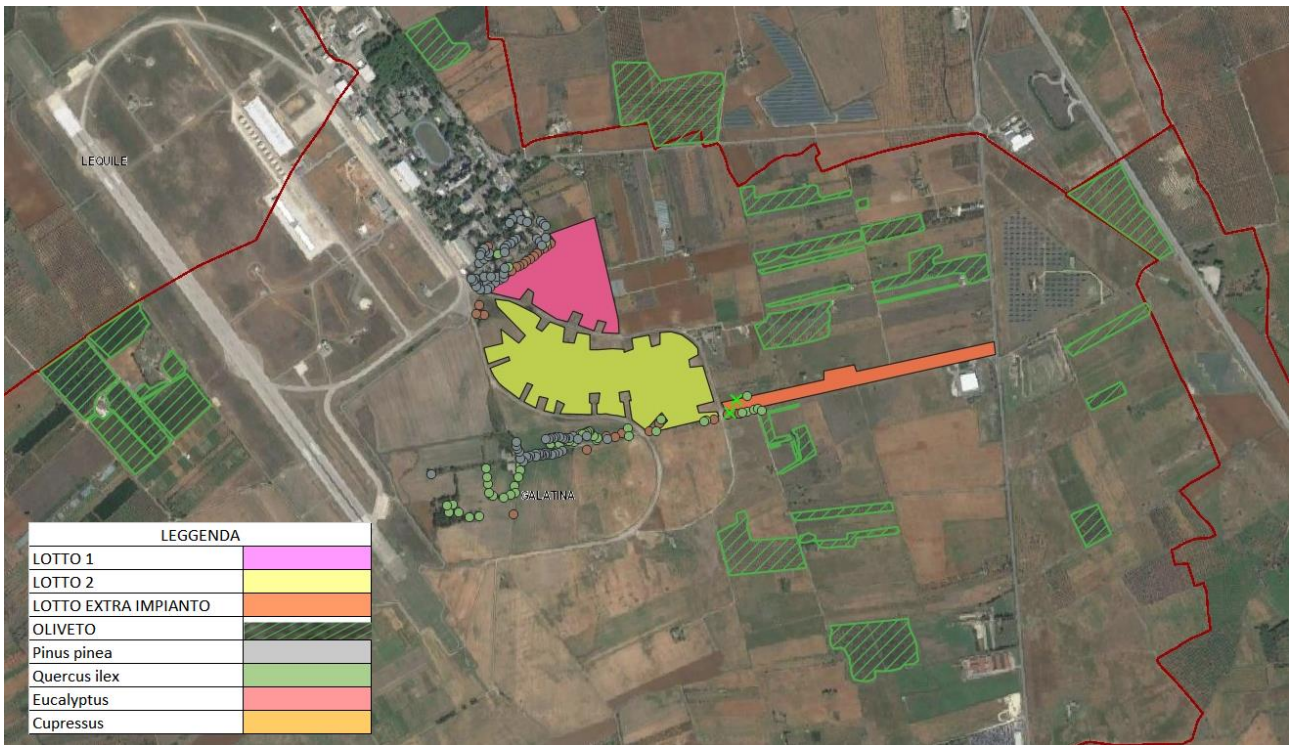 LEQUILE
GALATINA
LEGGENDA
LOTTO 1
LOTTO 2
LOTTO EXTRA IMPIANTO
OLIVETO
Pinus pinea
Quercus ilex
Eucalyptus
Cupressus